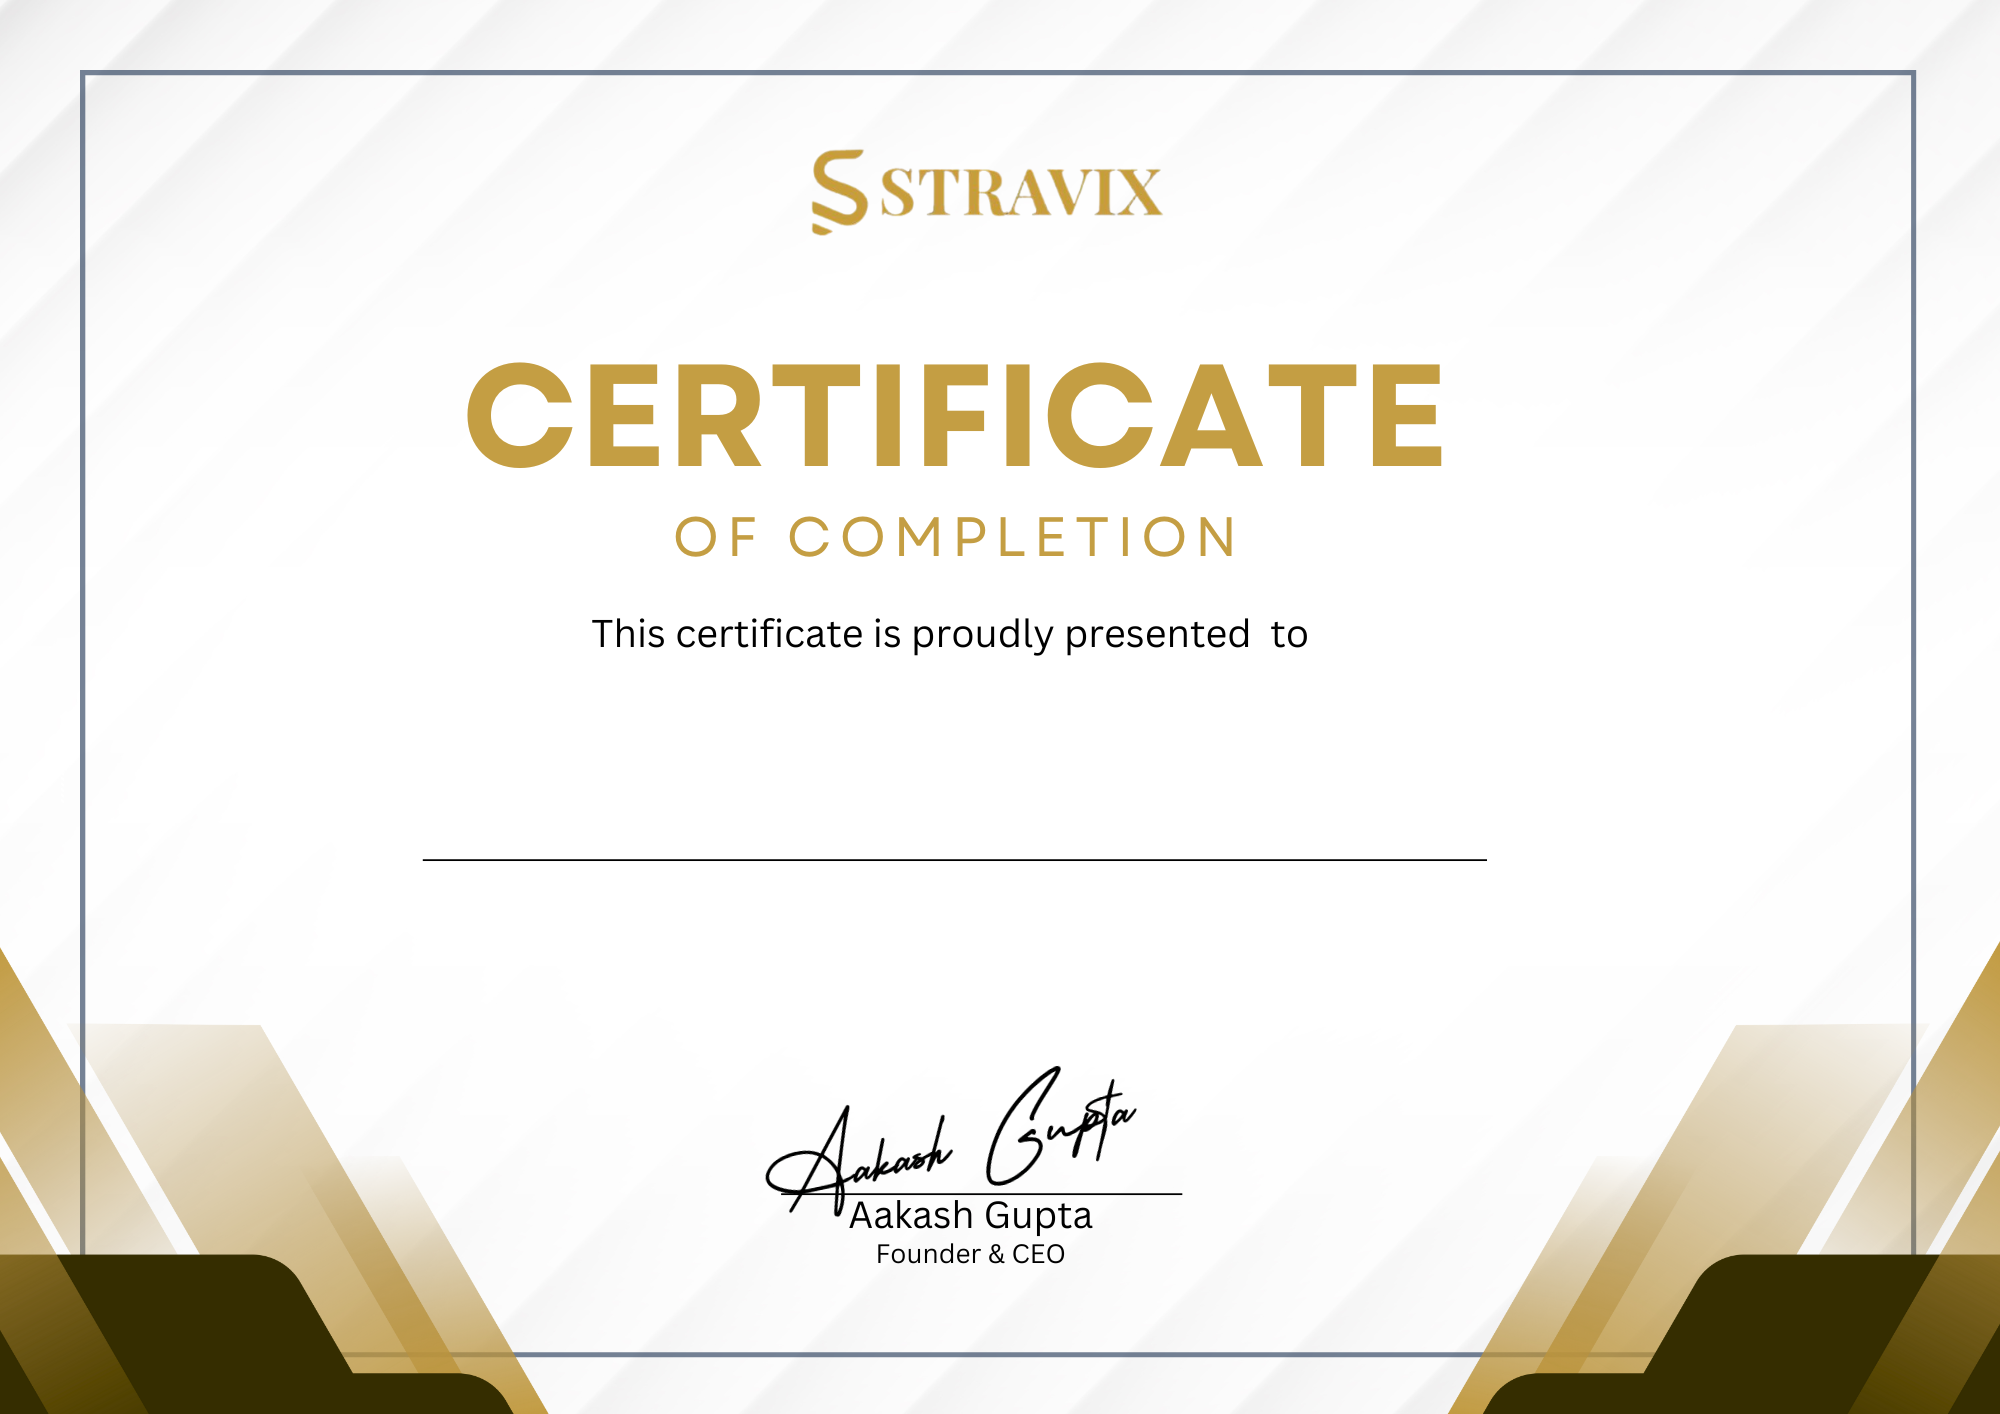 STRAVIX
CERTIFICATE
OF COMPLETION
This certificate is proudly presented  to
Aakash Gupta
Aakash Gupta
Founder & CEO